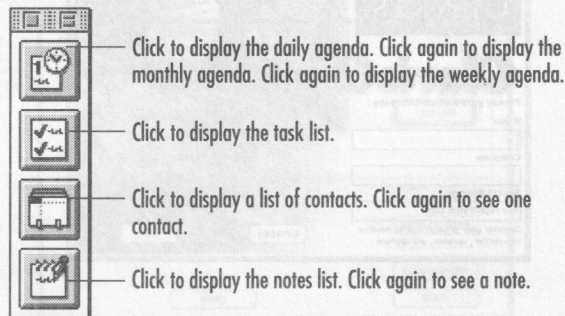 Click to display the daily agenda. Click again to display the
monthly agenda. Click again to display the weekly agenda.
Click to display the task list.
Click to display a list of contacts. Click again to see one
contact.
Click to display the notes list. Click again to see a note.